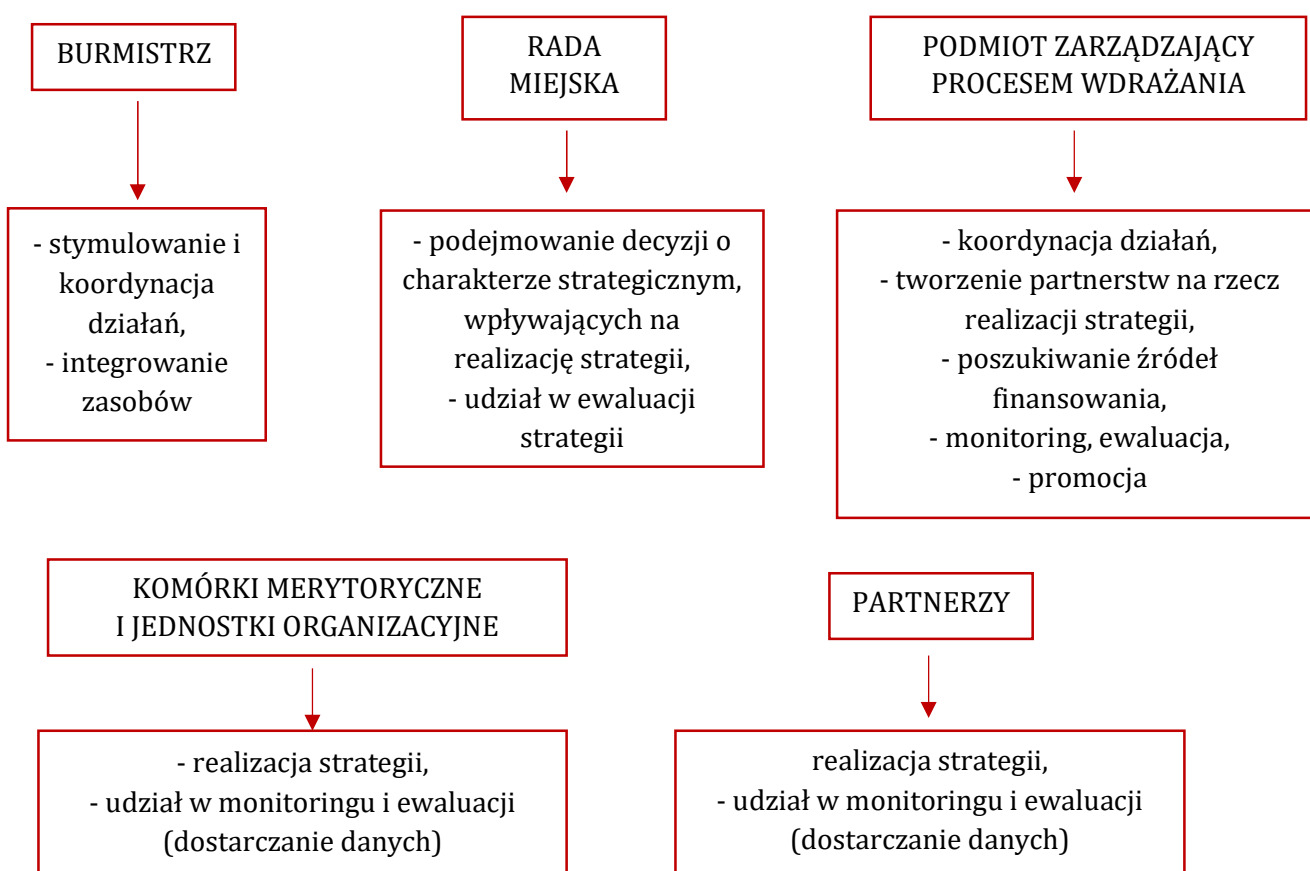 BURMISTRZ
- stymulowanie i
koordynacja
działań,
- integrowanie
zasobów
RADA
MIEJSKA
- podejmowanie decyzji o
charakterze strategicznym,
wpływających na
realizację strategii,
- udział w ewaluacji
strategii
PODMIOT ZARZĄDZAJĄCY
PROCESEM WDRAŻANIA
- koordynacja działań,
- tworzenie partnerstw na rzecz
realizacji strategii,
- poszukiwanie źródeł
finansowania,
- monitoring, ewaluacja,
- promocja
KOMÓRKI MERYTORYCZNE
I JEDNOSTKI ORGANIZACYJNE
- realizacja strategii,
- udział w monitoringu i ewaluacji
(dostarczanie danych)
PARTNERZY
realizacja strategii,
- udział w monitoringu i ewaluacji
(dostarczanie danych)